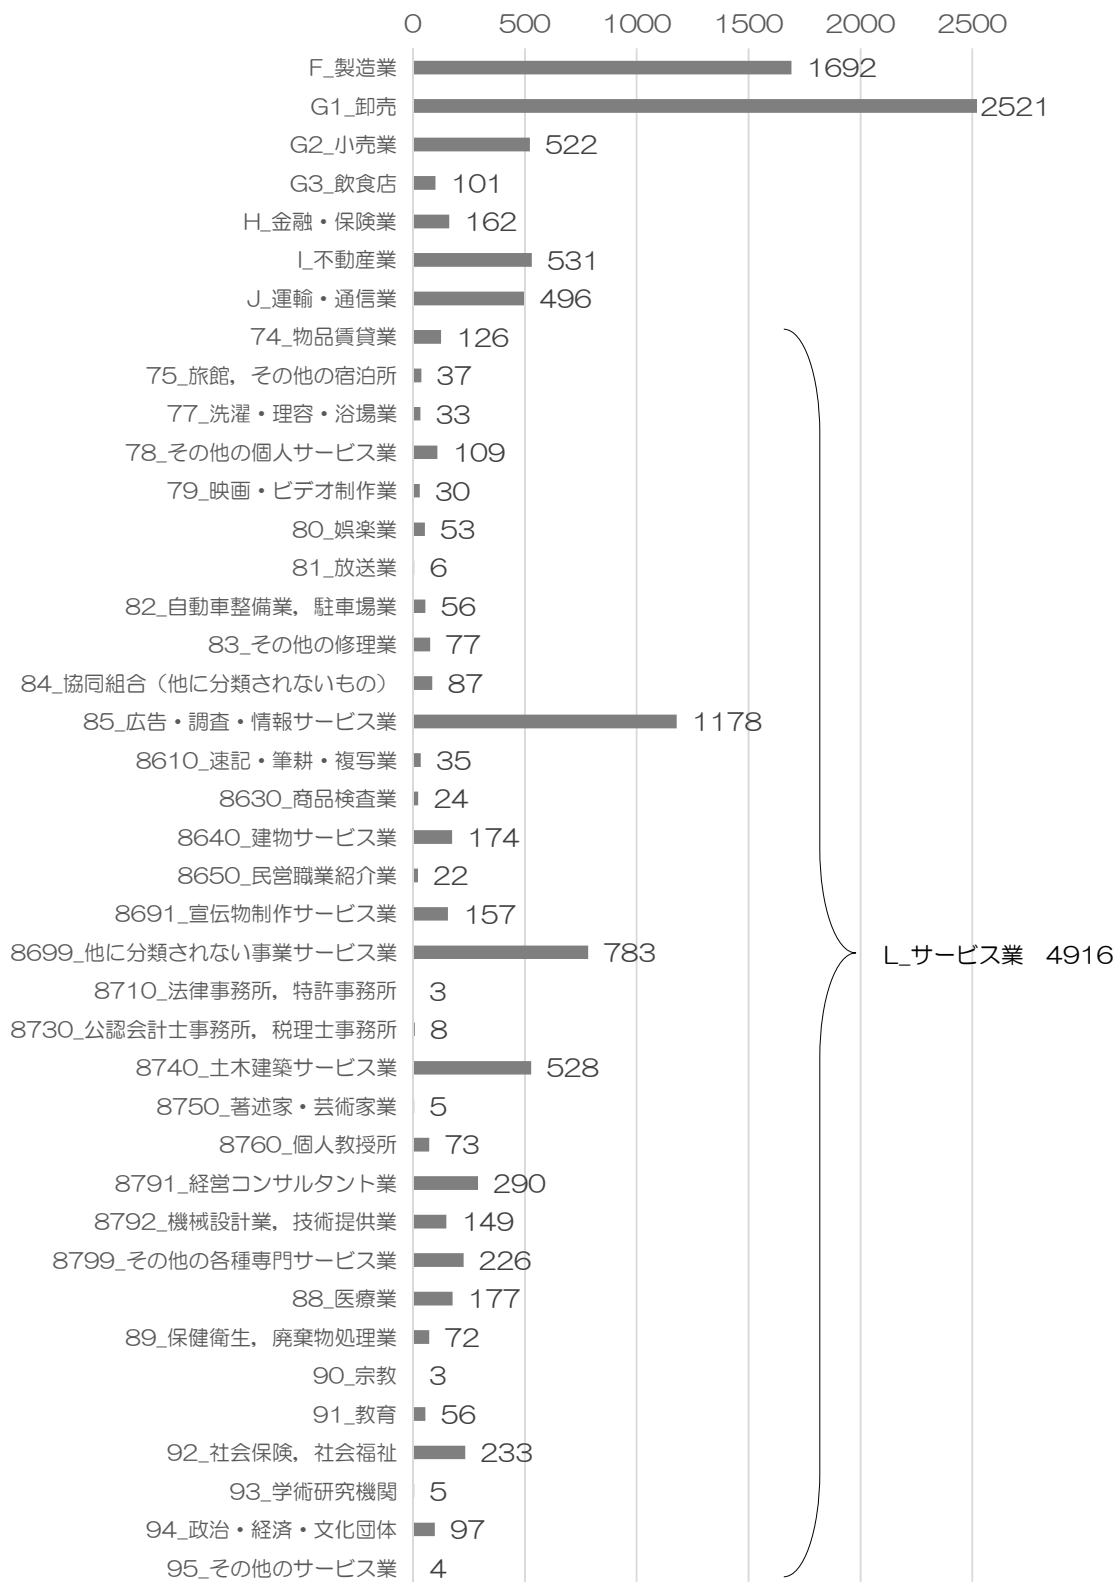 0 500 1000 1500 2000 2500
F_製造業 1692
G1_卸売 2521
G2_小売業 522
G3_飲食店 101
H_金融・保険業 162
I_不動産業 531
J_運輸・通信業 496
74_物品賃貸業 126
75_旅館，その他の宿泊所 37
77_洗濯・理容・浴場業 33
78_その他の個人サービス業 109
79_映画・ビデオ制作業 30
80_娯楽業 53
81_放送業 6
82_自動車整備業，駐車場業 56
83_その他の修理業 77
84_協同組合（他に分類されないもの） 87
85_広告・調査・情報サービス業 1178
8610_速記・筆耕・複写業 35
8630_商品検査業 24
8640_建物サービス業 174
8650_民営職業紹介業 22
8691_宣伝物制作サービス業 157
8699_他に分類されない事業サービス業 783
L_サービス業　4916
8710_法律事務所，特許事務所 3
8730_公認会計士事務所，税理士事務所 8
8740_土木建築サービス業 528
8750_著述家・芸術家業 5
8760_個人教授所 73
8791_経営コンサルタント業 290
8792_機械設計業，技術提供業 149
8799_その他の各種専門サービス業 226
88_医療業 177
89_保健衛生，廃棄物処理業 72
90_宗教 3
91_教育 56
92_社会保険，社会福祉 233
93_学術研究機関 5
94_政治・経済・文化団体 97
95_その他のサービス業 4